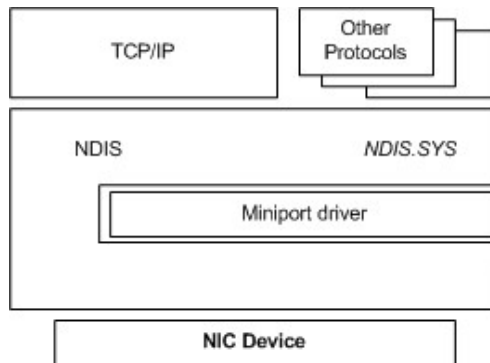 TCP/IP
Other
Protocols
NDIS
NDIS.SYS
Miniport driver
NIC Device